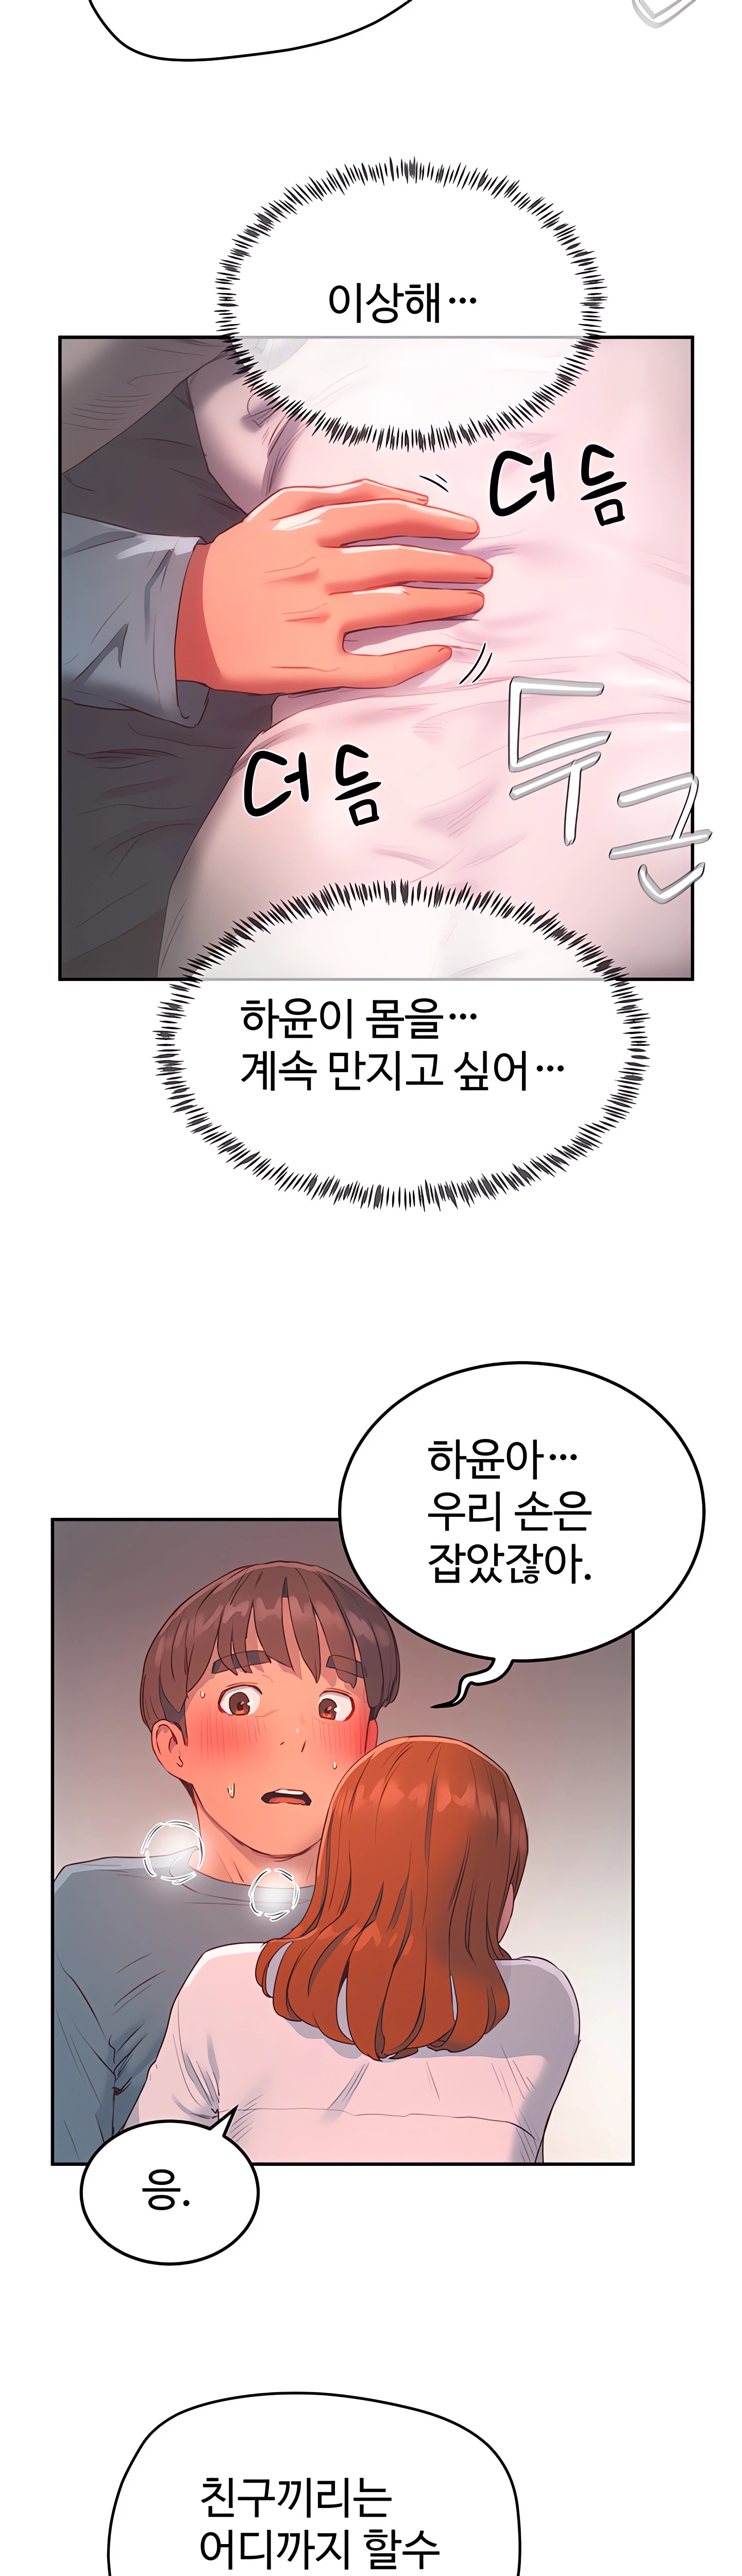 이상해…
더듬
두근
더듬
하윤이 몸을…
계속 만지고 싶어…
하윤아…
우리 손은
잡았잖아.
응.
친구끼리는
어디까지 할수